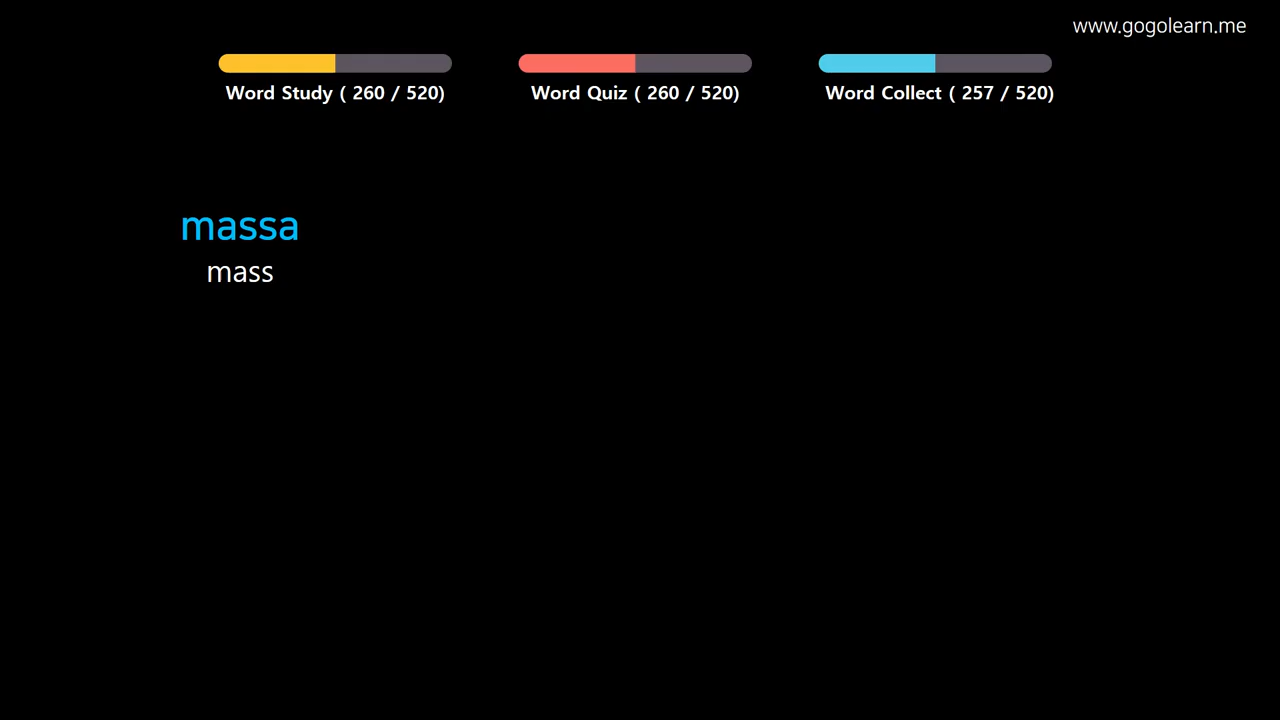 www.gogolearn.me
Word Study ( 260 / 520)
Word Quiz ( 260 / 520)
Word Collect ( 257 / 520)
massa
mass